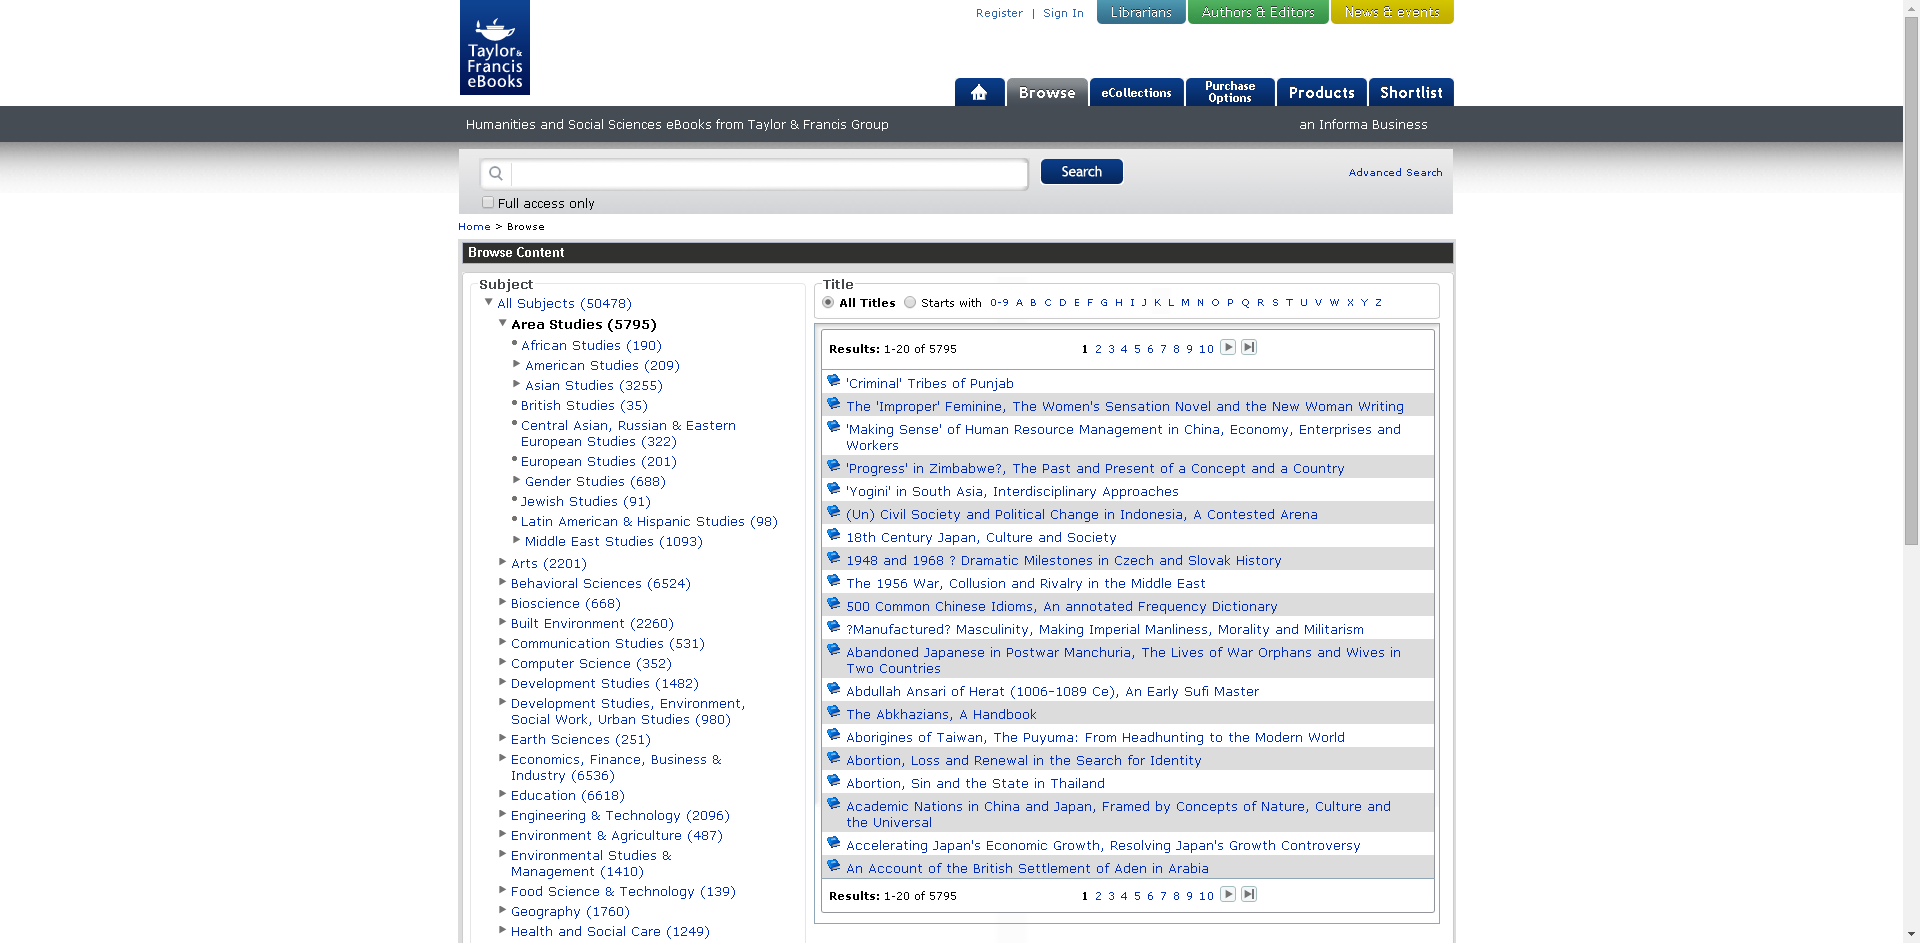 Taylor &
Francis
eBooks
Register | Sign In
Librarians
Authors & Editors
News & events
Browse
eCollections
Purchase
Options
Products
Shortlist
Humanities and Social Sciences eBooks from Taylor & Francis Group
an Informa Business
Search
Advanced Search
Full access only
Home > Browse
Browse Content
Subject
All Subjects (50478)
Area Studies (5795)
African Studies (190)
American Studies (209)
Asian Studies (3255)
British Studies (35)
Central Asian, Russian & Eastern
European Studies (322)
European Studies (201)
Gender Studies (688)
Jewish Studies (91)
Latin American & Hispanic Studies (98)
Middle East Studies (1093)
Arts (2201)
Behavioral Sciences (6524)
Bioscience (668)
Built Environment (2260)
Communication Studies (531)
Computer Science (352)
Development Studies (1482)
Development Studies, Environment,
Social Work, Urban Studies (980)
Earth Sciences (251)
Economics, Finance, Business &
Industry (6536)
Education (6618)
Engineering & Technology (2096)
Environment & Agriculture (487)
Environmental Studies &
Management (1410)
Food Science & Technology (139)
Geography (1760)
Health and Social Care (1249)
Title
All Titles Starts with 0-9 A B C D E F G H I J K L M N O P Q R S T U V W X Y Z
Results: 1-20 of 5795 1 2 3 4 5 6 7 8 9 10
'Criminal' Tribes of Punjab
The 'Improper' Feminine, The Women's Sensation Novel and the New Woman Writing
'Making Sense' of Human Resource Management in China, Economy, Enterprises and
Workers
'Progress' in Zimbabwe?, The Past and Present of a Concept and a Country
'Yogini' in South Asia, Interdisciplinary Approaches
(Un) Civil Society and Political Change in Indonesia, A Contested Arena
18th Century Japan, Culture and Society
1948 and 1968 ? Dramatic Milestones in Czech and Slovak History
The 1956 War, Collusion and Rivalry in the Middle East
500 Common Chinese Idioms, An annotated Frequency Dictionary
?Manufactured? Masculinity, Making Imperial Manliness, Morality and Militarism
Abandoned Japanese in Postwar Manchuria, The Lives of War Orphans and Wives in
Two Countries
Abdullah Ansari of Herat (1006-1089 Ce), An Early Sufi Master
The Abkhazians, A Handbook
Aborigines of Taiwan, The Puyuma: From Headhunting to the Modern World
Abortion, Loss and Renewal in the Search for Identity
Abortion, Sin and the State in Thailand
Academic Nations in China and Japan, Framed by Concepts of Nature, Culture and
the Universal
Accelerating Japan's Economic Growth, Resolving Japan's Growth Controversy
An Account of the British Settlement of Aden in Arabia
Results: 1-20 of 5795 1 2 3 4 5 6 7 8 9 10